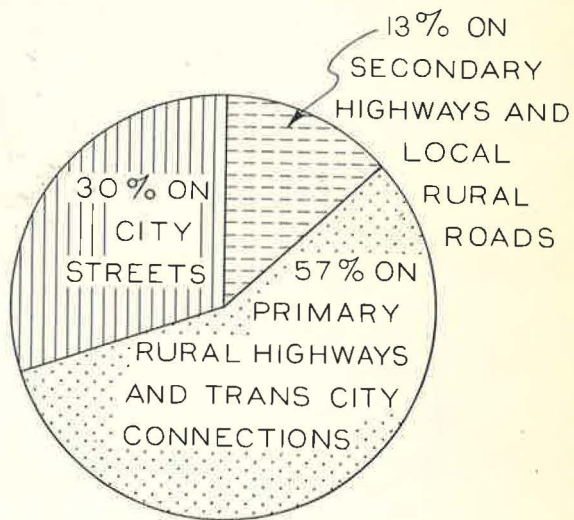 13% ON
SECONDARY
HIGHWAYS AND
LOCAL
RURAL
ROADS
30% ON
CITY
STREETS
57% ON
PRIMARY
RURAL HIGHWAYS
AND TRANS CITY
CONNECTIONS